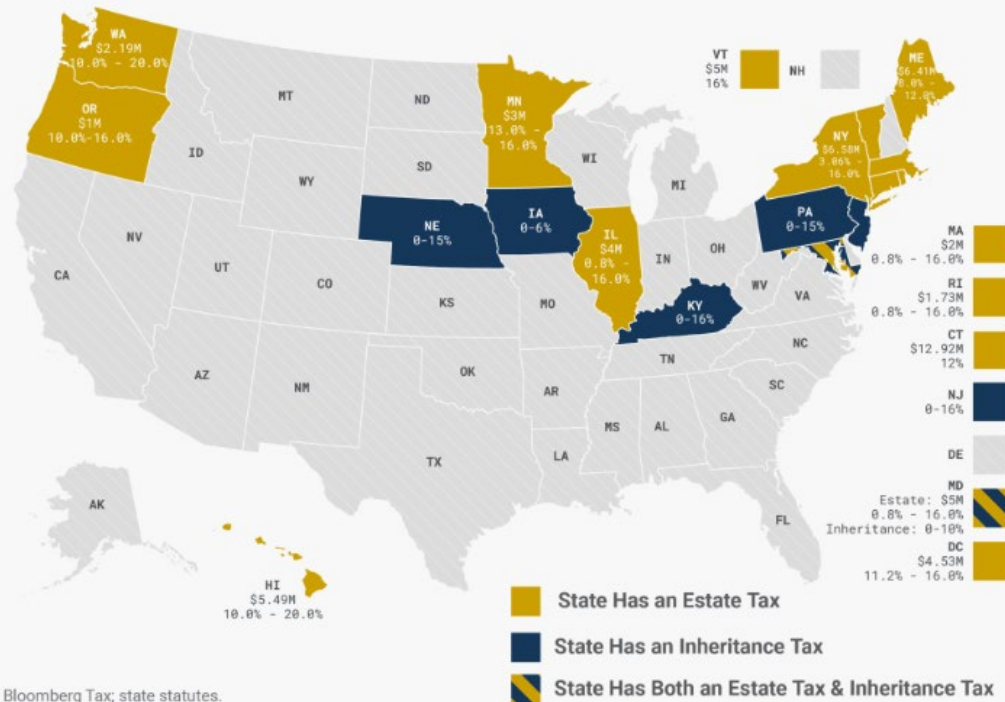 WA
$2.19M
10.0% - 20.0%
OR
$1M
10.0%-16.0%
MT
ID
WY
ND
SD
MN
$3M
13.0% -
16.0%
WI
MI
VT
$5M
16%
NH
ME
$6.41M
8.0% -
12.0%
NY
$6.58M
3.06% -
16.0%
NV
CA
UT
CO
NE
0-15%
IA
0-6%
IL
$4M
0.8% -
16.0%
IN
OH
PA
0-15%
KS
MO
KY
0-16%
WV
VA
MA
$2M
0.8% - 16.0%
RI
$1.73M
0.8% - 16.0%
CT
$12.92M
12%
NJ
0-16%
DE
MD
Estate: $5M
0.8% - 16.0%
Inheritance: 0-10%
DC
$4.53M
11.2% - 16.0%
AZ
NM
OK
AR
TN
NC
SC
MS
AL
GA
TX
LA
FL
AK
HI
$5.49M
10.0% - 20.0%
State Has an Estate Tax
State Has an Inheritance Tax
State Has Both an Estate Tax & Inheritance Tax
Bloomberg Tax; state statutes.